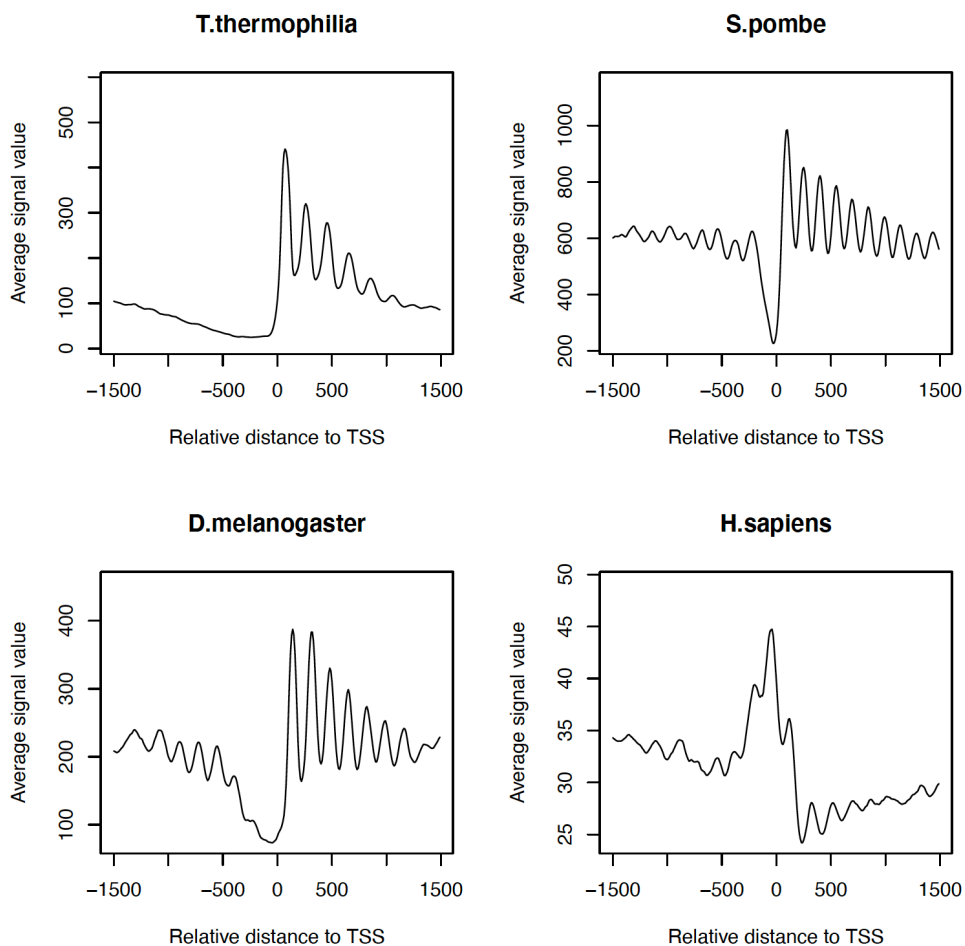 T.thermophilia
Average signal value
0 100 300 500
−1500 −500 0 500 1500
Relative distance to TSS
S.pombe
Average signal value
200 400 600 800 1000
−1500 −500 0 500 1500
Relative distance to TSS
D.melanogaster
Average signal value
100 200 300 400
−1500 −500 0 500 1500
Relative distance to TSS
H.sapiens
Average signal value
25 30 35 40 45 50
−1500 −500 0 500 1500
Relative distance to TSS